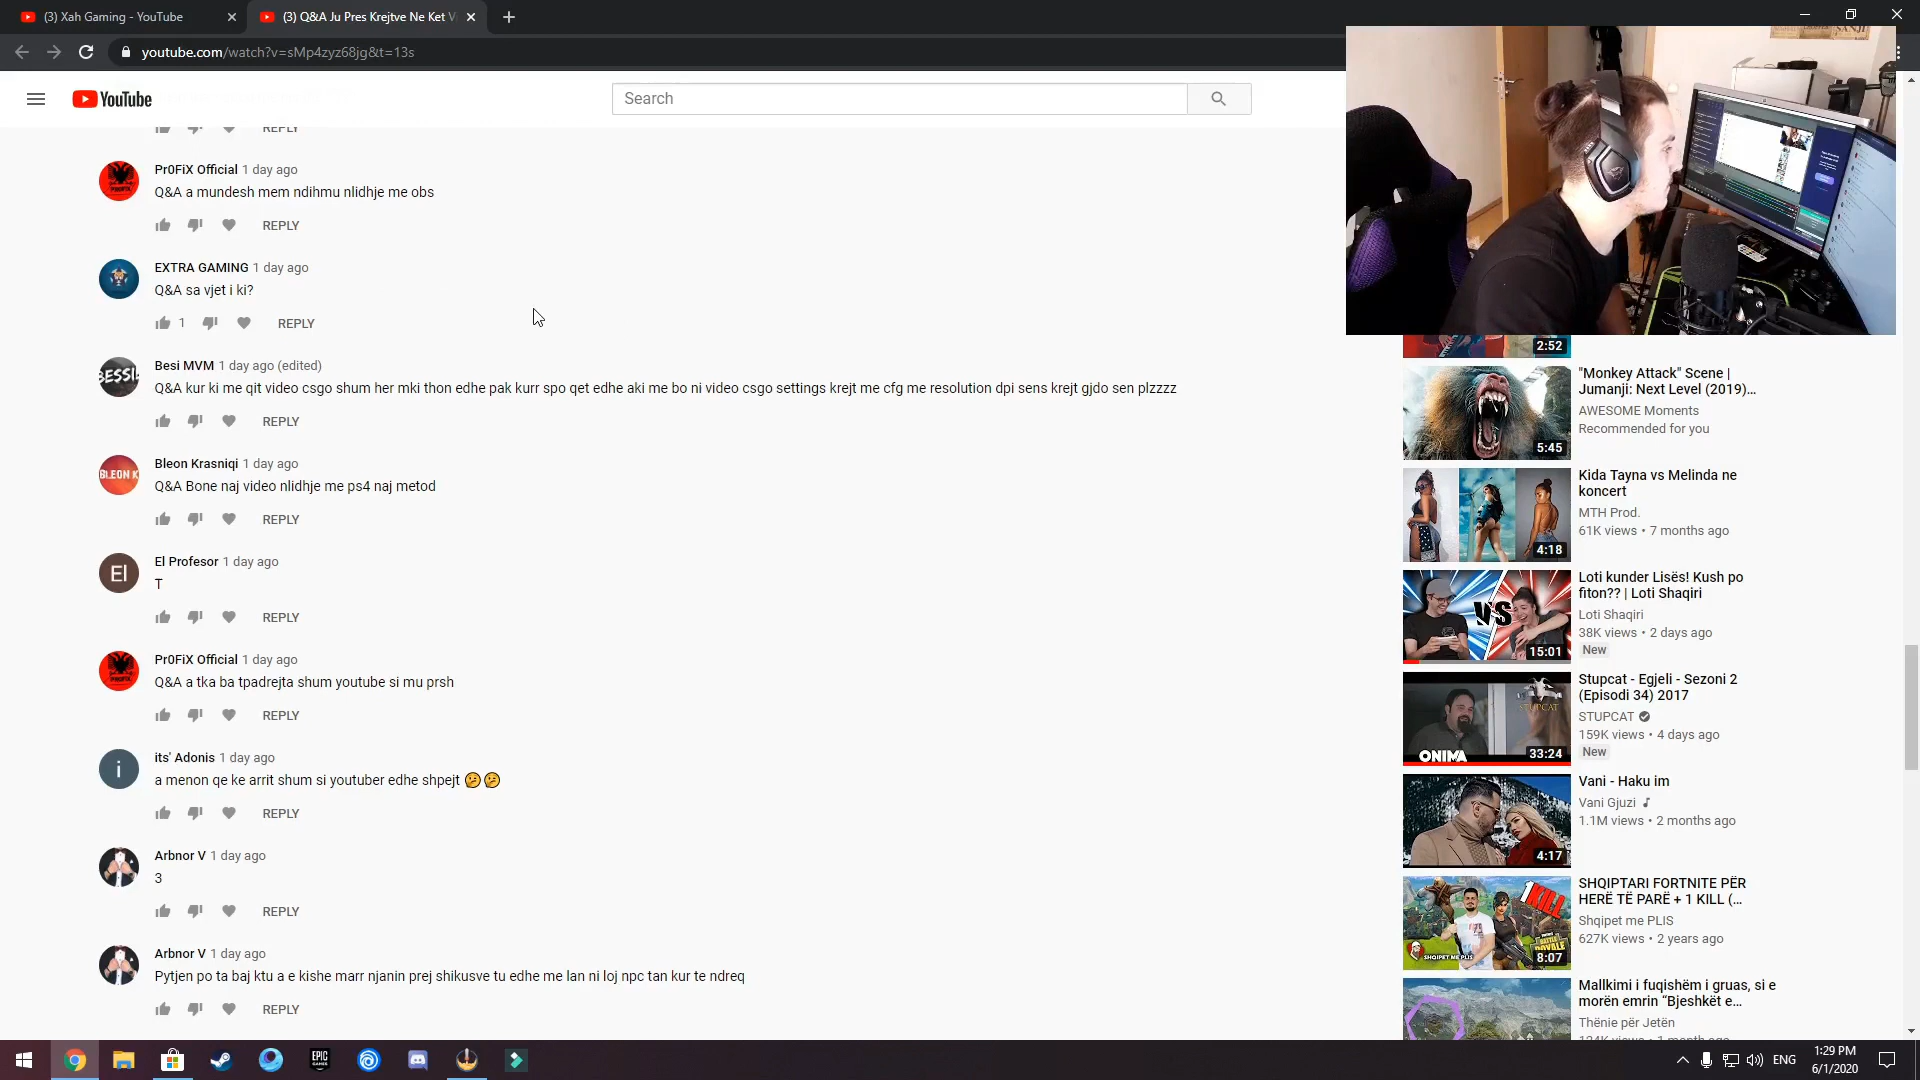 (3) Xah Gaming - YouTube
(3) Q&A Ju Pres Krejtve Ne Ket V
youtube.com/watch?v=sMp4zyz68jg&t=13s
YouTube
Search
REPLY
Pr0FiX Official 1 day ago
Q&A a mundesh mem ndihmu nlidhje me obs
REPLY
EXTRA GAMING 1 day ago
Q&A sa vjet i ki?
1 REPLY
Besi MVM 1 day ago (edited)
Q&A kur ki me qit video csgo shum her mki thon edhe pak kurr spo qet edhe aki me bo ni video csgo settings krejt me cfg me resolution dpi sens krejt gjdo sen plzzzz
REPLY
BESSI
Bleon Krasniqi 1 day ago
Q&A Bone naj video nlidhje me ps4 naj metod
REPLY
BLEON K
El Profesor 1 day ago
T
REPLY
El
Pr0FiX Official 1 day ago
Q&A a tka ba tpadrejta shum youtube si mu prsh
REPLY
its' Adonis 1 day ago
a menon qe ke arrit shum si youtuber edhe shpejt 🤔🤔
REPLY
i
Arbnor V 1 day ago
3
REPLY
Arbnor V 1 day ago
Pytjen po ta baj ktu a e kishe marr njanin prej shikusve tu edhe me lan ni loj npc tan kur te ndreq
REPLY
2:52
"Monkey Attack" Scene |
Jumanji: Next Level (2019)...
AWESOME Moments
Recommended for you
5:45
Kida Tayna vs Melinda ne
koncert
MTH Prod.
61K views • 7 months ago
4:18
Loti kunder Lisës! Kush po
fiton?? | Loti Shaqiri
Loti Shaqiri
38K views • 2 days ago
New
VS
15:01
Stupcat - Egjeli - Sezoni 2
(Episodi 34) 2017
STUPCAT
159K views • 4 days ago
New
STUPCAT
ONIMA
33:24
Vani - Haku im
Vani Gjuzi
1.1M views • 2 months ago
4:17
SHQIPTARI FORTNITE PËR
HERË TË PARË + 1 KILL (...
Shqipet me PLIS
627K views • 2 years ago
1 KILL
SHQIPET ME PLIS
8:07
Mallkimi i fuqishëm i gruas, si e
morën emrin “Bjeshkët e...
Thënie për Jetën
EPIC
GAMES
ENG
1:29 PM
6/1/2020